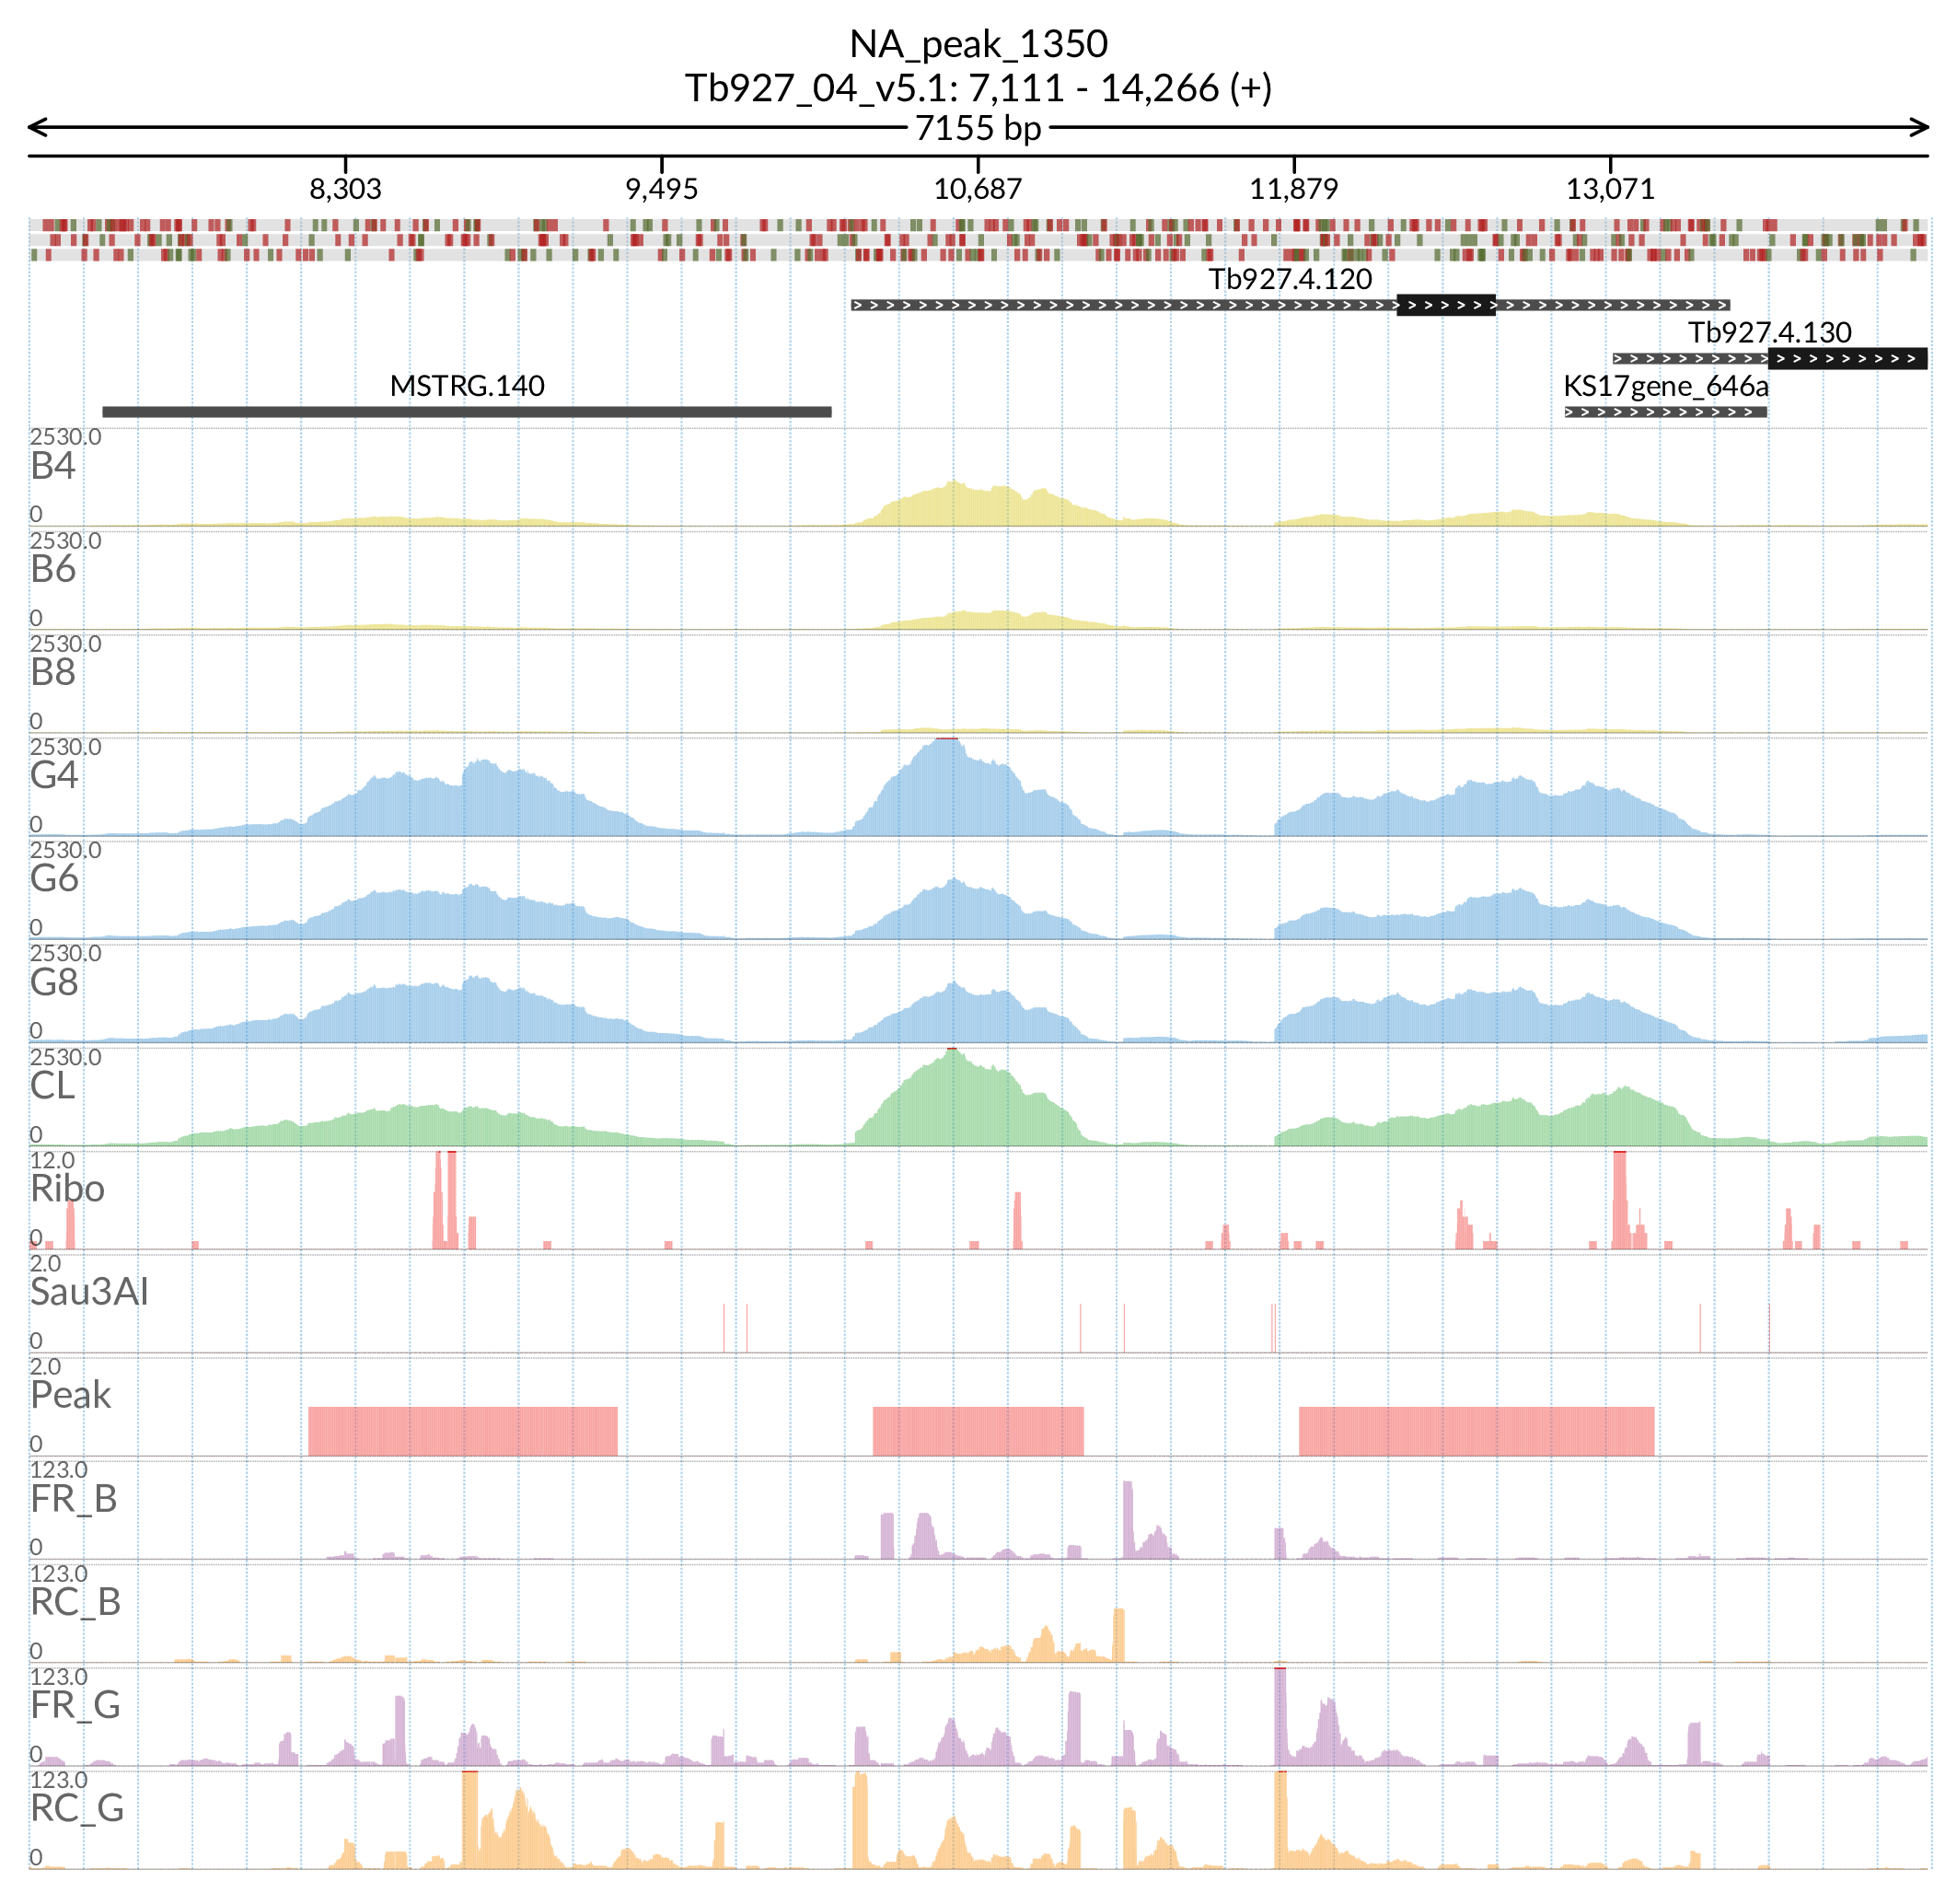 NA_peak_1350
Tb927_04_v5.1: 7,111 - 14,266 (+)
7155 bp
8,303 9,495 10,687 11,879 13,071
Tb927.4.120
Tb927.4.130
MSTRG.140 KS17gene_646a
2530.0
B4
0
2530.0
B6
0
2530.0
B8
0
2530.0
G4
0
2530.0
G6
0
2530.0
G8
0
2530.0
CL
0
12.0
Ribo
0
2.0
Sau3AI
0
2.0
Peak
0
123.0
FR_B
0
123.0
RC_B
0
123.0
FR_G
0
123.0
RC_G
0